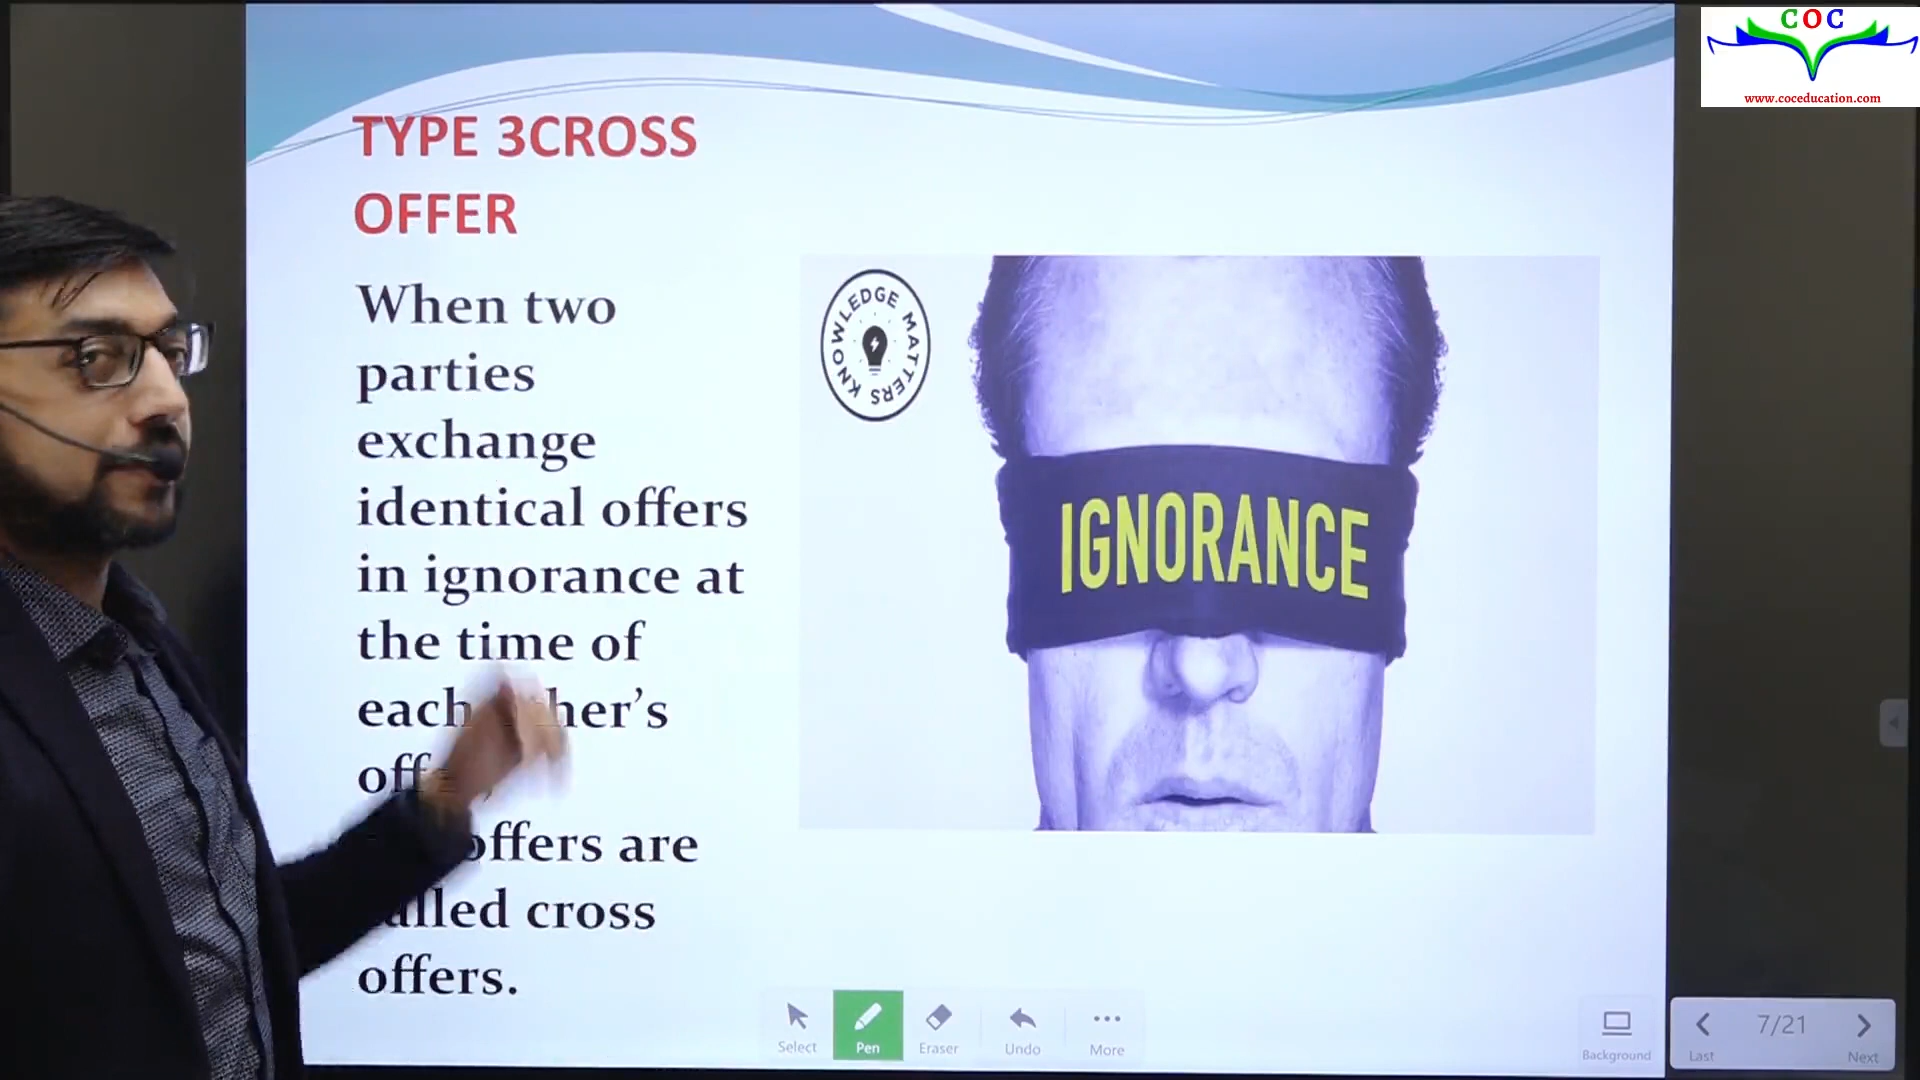 COC
www.coceducation.com
TYPE 3CROSS
OFFER
When two
parties
exchange
identical offers
in ignorance at
the time of
each her's
offers are
called cross
offers.
KNOWLEDGE MATTERS
IGNORANCE
Select
Pen
Eraser
Undo
More
Background
7/21
Last
Next